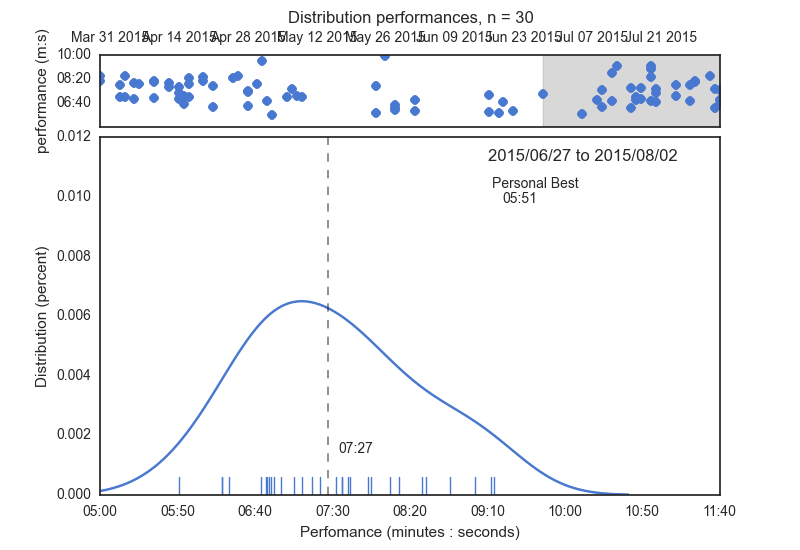 Distribution performances, n = 30
Mar 31 2015 Apr 14 2015 Apr 28 2015 May 12 2015 May 26 2015 Jun 09 2015 Jun 23 2015 Jul 07 2015 Jul 21 2015
performance (m:s)
10:00
08:20
06:40
2015/06/27 to 2015/08/02
Personal Best
05:51
Distribution (percent)
0.012
0.010
0.008
0.006
0.004
0.002
0.000
07:27
05:00 05:50 06:40 07:30 08:20 09:10 10:00 10:50 11:40
Perfomance (minutes : seconds)